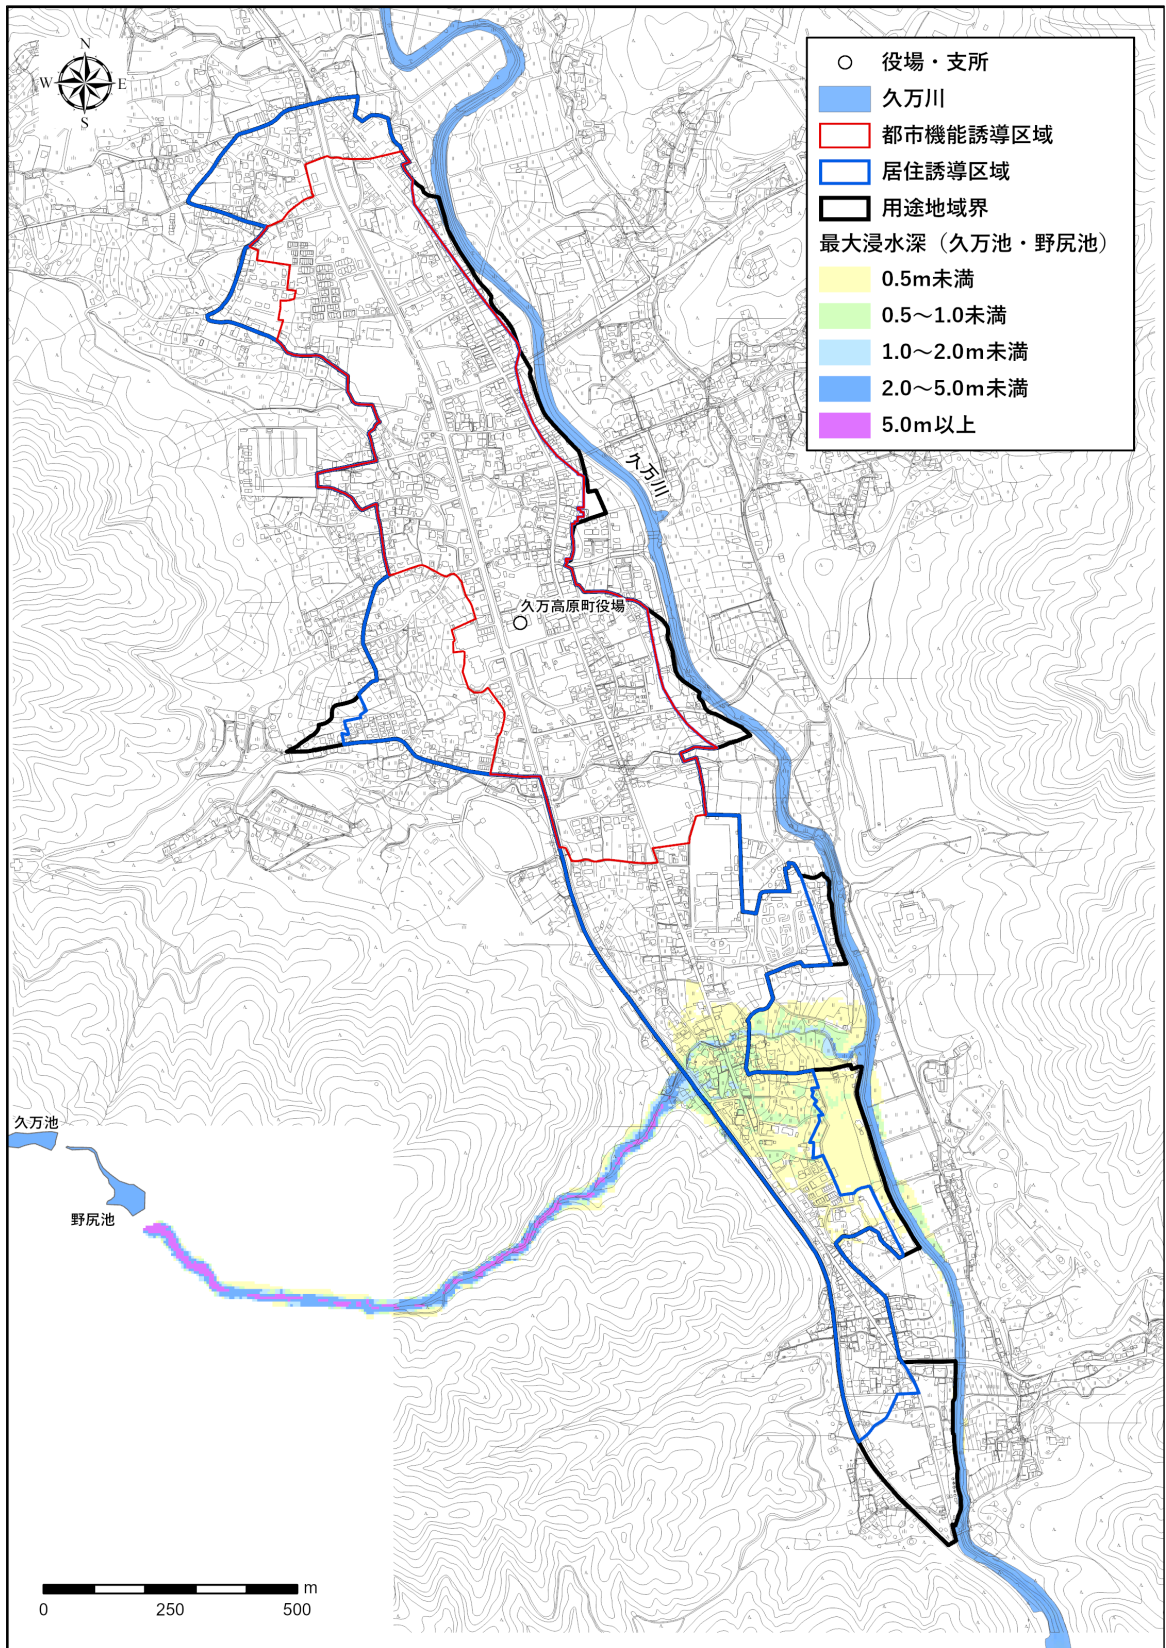 N
W
E
S
役場・支所
久万川
都市機能誘導区域
居住誘導区域
用途地域界
最大浸水深（久万池・野尻池）
0.5m未満
0.5〜1.0未満
1.0〜2.0m未満
2.0〜5.0m未満
5.0m以上
久万川
久万高原町役場
久万池
野尻池
m
0
250
500